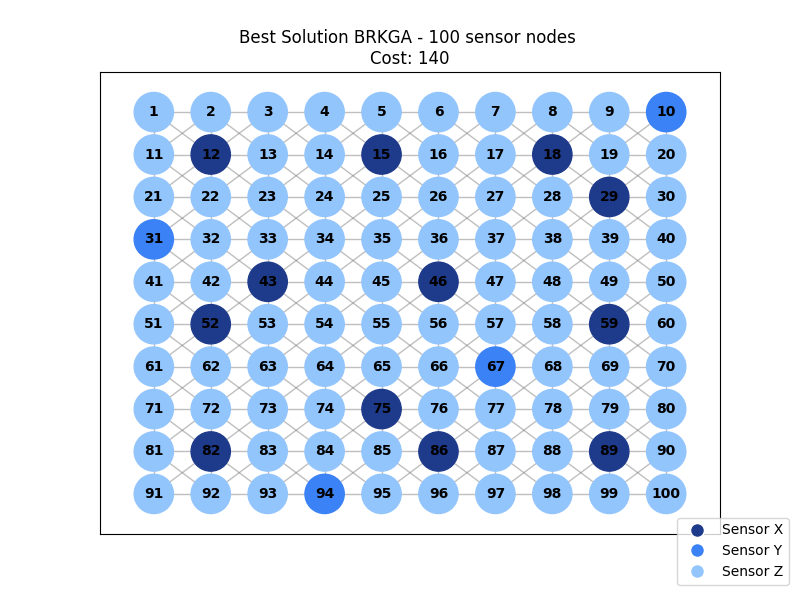 Best Solution BRKGA - 100 sensor nodes
Cost: 140
1 2 3 4 5 6 7 8 9 10
11 12 13 14 15 16 17 18 19 20
21 22 23 24 25 26 27 28 29 30
31 32 33 34 35 36 37 38 39 40
41 42 43 44 45 46 47 48 49 50
51 52 53 54 55 56 57 58 59 60
61 62 63 64 65 66 67 68 69 70
71 72 73 74 75 76 77 78 79 80
81 82 83 84 85 86 87 88 89 90
91 92 93 94 95 96 97 98 99 100
Sensor X
Sensor Y
Sensor Z